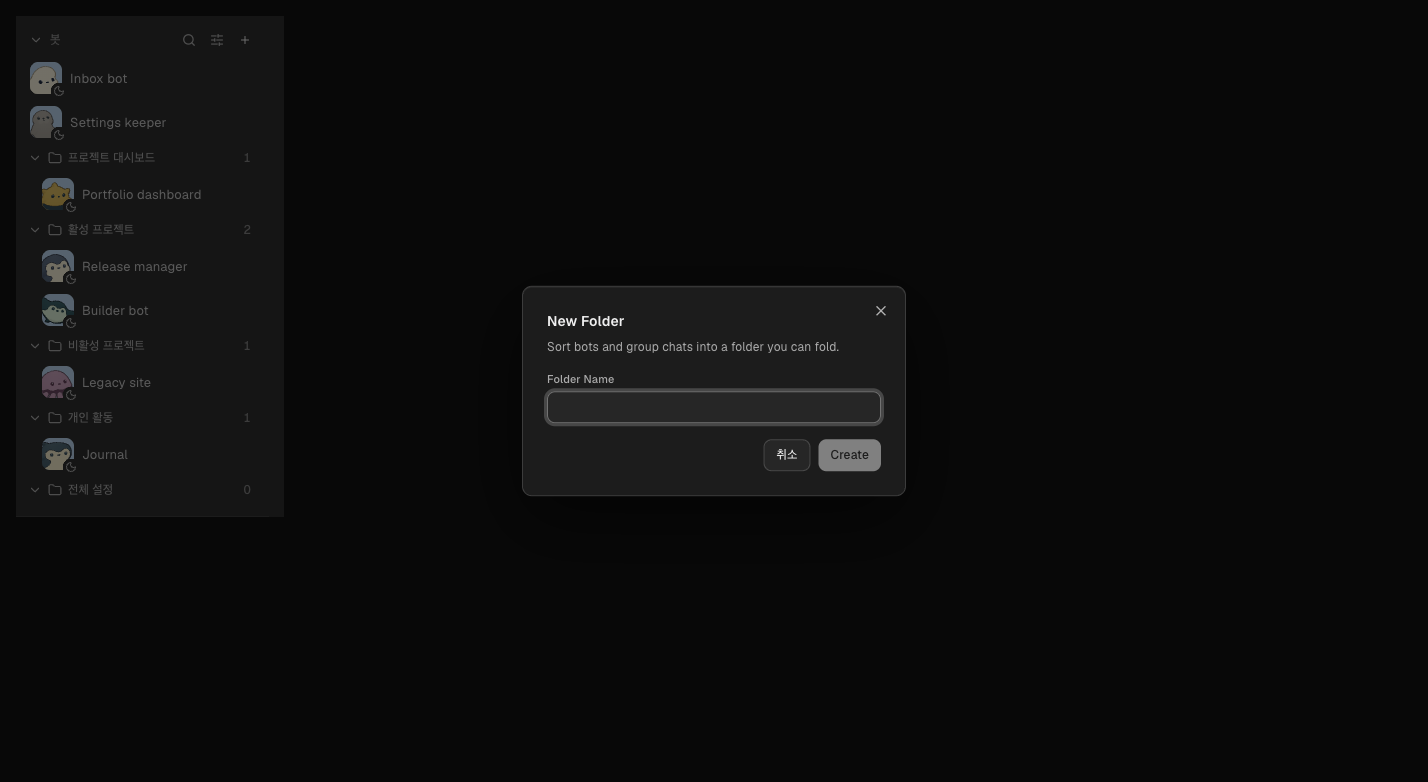 봇
Inbox bot
Settings keeper
프로젝트 대시보드 1
Portfolio dashboard
활성 프로젝트 2
Release manager
Builder bot
비활성 프로젝트 1
Legacy site
개인 활동 1
Journal
전체 설정 0
New Folder
Sort bots and group chats into a folder you can fold.
Folder Name
취소 Create